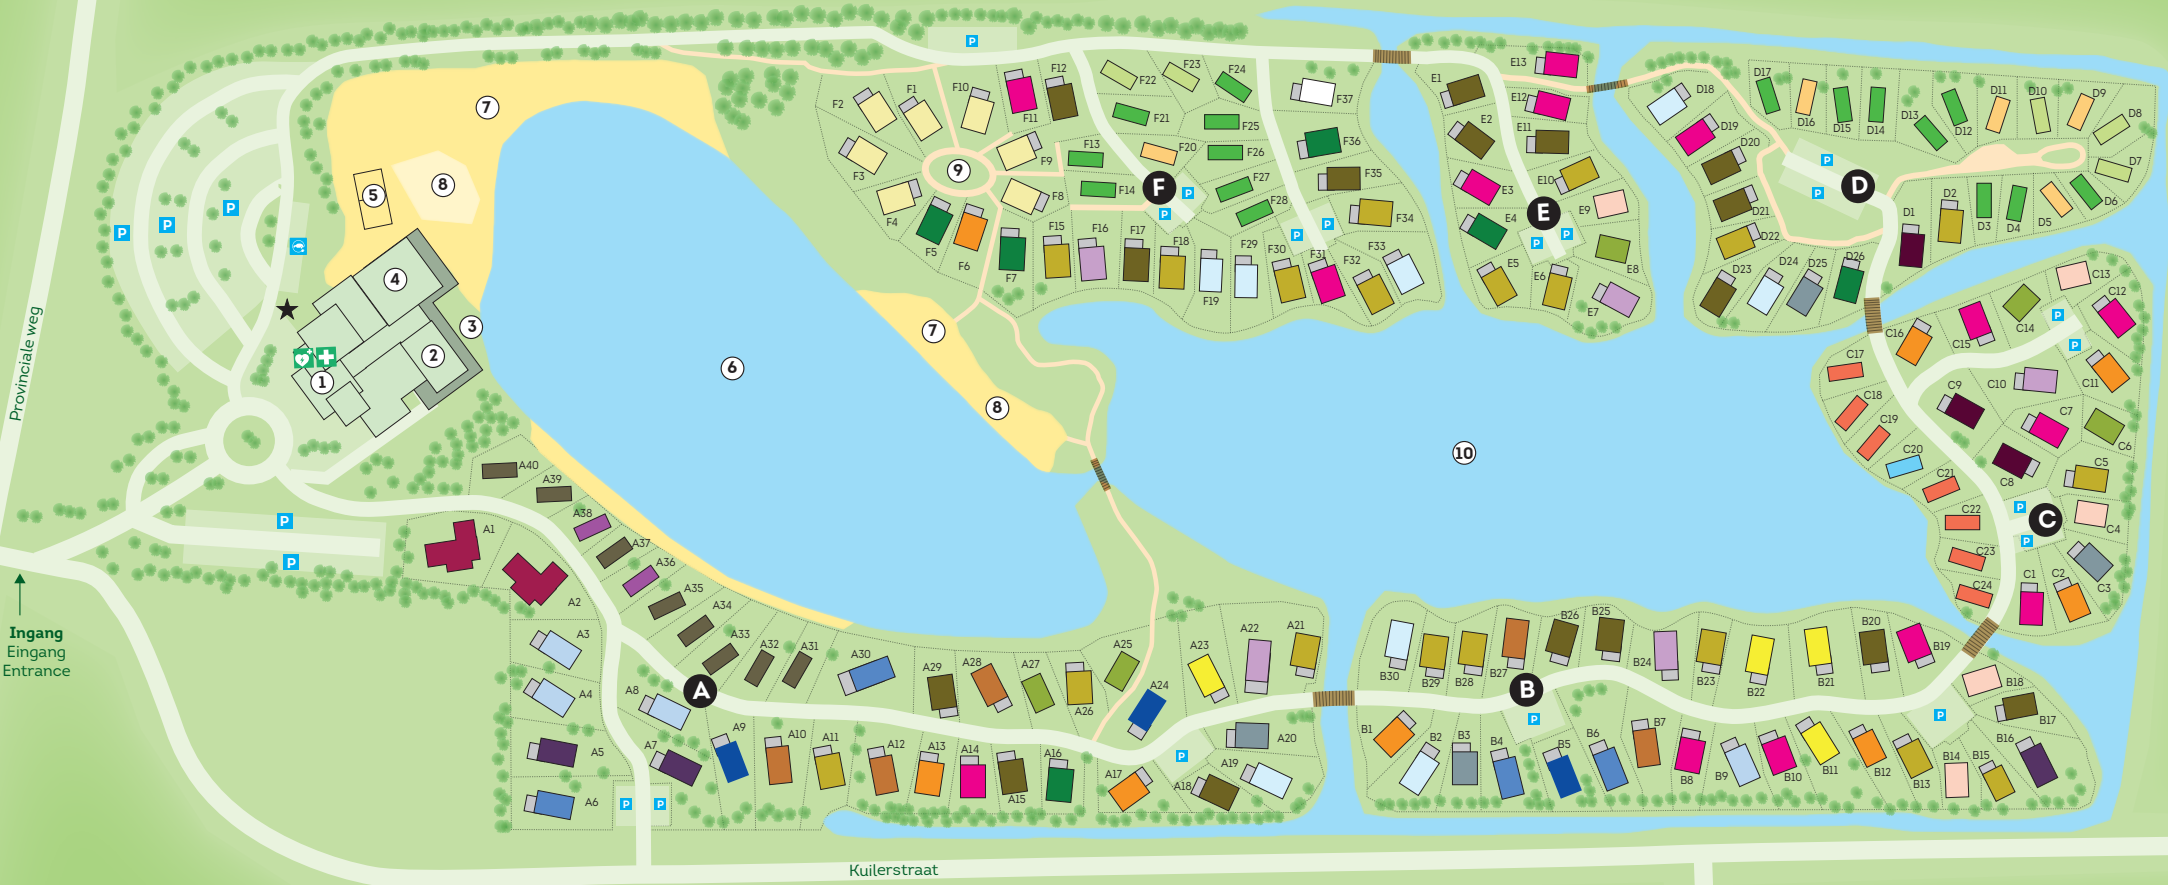 Provinciale weg
Ingang
Eingang
Entrance
Kuilerstraat
P
P
P
P
P
P
1
2
3
4
5
6
7
8
7
8
9
10
A
A1
A2
A3
A4
A5
A6
A7
A8
A9
A10
A11
A12
A13
A14
A15
A16
A17
A18
A19
A20
A21
A22
A23
A24
A25
A26
A27
A28
A29
A30
A31
A32
A33
A34
A35
A36
A37
A38
A39
A40
P
P
P
B
B1
B2
B3
B4
B5
B6
B7
B8
B9
B10
B11
B12
B13
B14
B15
B16
B17
B18
B19
B20
B21
B22
B23
B24
B25
B26
B27
B28
B29
B30
P
P
C
C1
C2
C3
C4
C5
C6
C7
C8
C9
C10
C11
C12
C13
C14
C15
C16
C17
C18
C19
C20
C21
C22
C23
C24
P
P
P
P
D
D1
D2
D3
D4
D5
D6
D7
D8
D9
D10
D11
D12
D13
D14
D15
D16
D17
D18
D19
D20
D21
D22
D23
D24
D25
D26
P
P
E
E1
E2
E3
E4
E5
E6
E7
E8
E9
E10
E11
E12
E13
P
P
F
F1
F2
F3
F4
F5
F6
F7
F8
F9
F10
F11
F12
F13
F14
F15
F16
F17
F18
F19
F20
F21
F22
F23
F24
F25
F26
F27
F28
F29
F30
F31
F32
F33
F34
F35
F36
F37
P
P
P
P